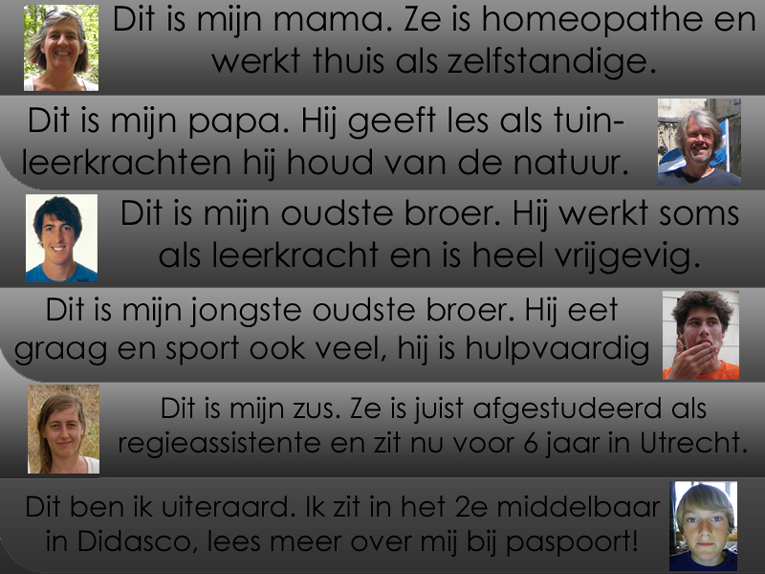 Dit is mijn mama. Ze is homeopathe en
werkt thuis als zelfstandige.
Dit is mijn papa. Hij geeft les als tuin-
leerkrachten hij houd van de natuur.
Dit is mijn oudste broer. Hij werkt soms
als leerkracht en is heel vrijgevig.
Dit is mijn jongste oudste broer. Hij eet
graag en sport ook veel, hij is hulpvaardig
Dit is mijn zus. Ze is juist afgestudeerd als
regieassistente en zit nu voor 6 jaar in Utrecht.
Dit ben ik uiteraard. Ik zit in het 2e middelbaar
in Didasco, lees meer over mij bij paspoort!